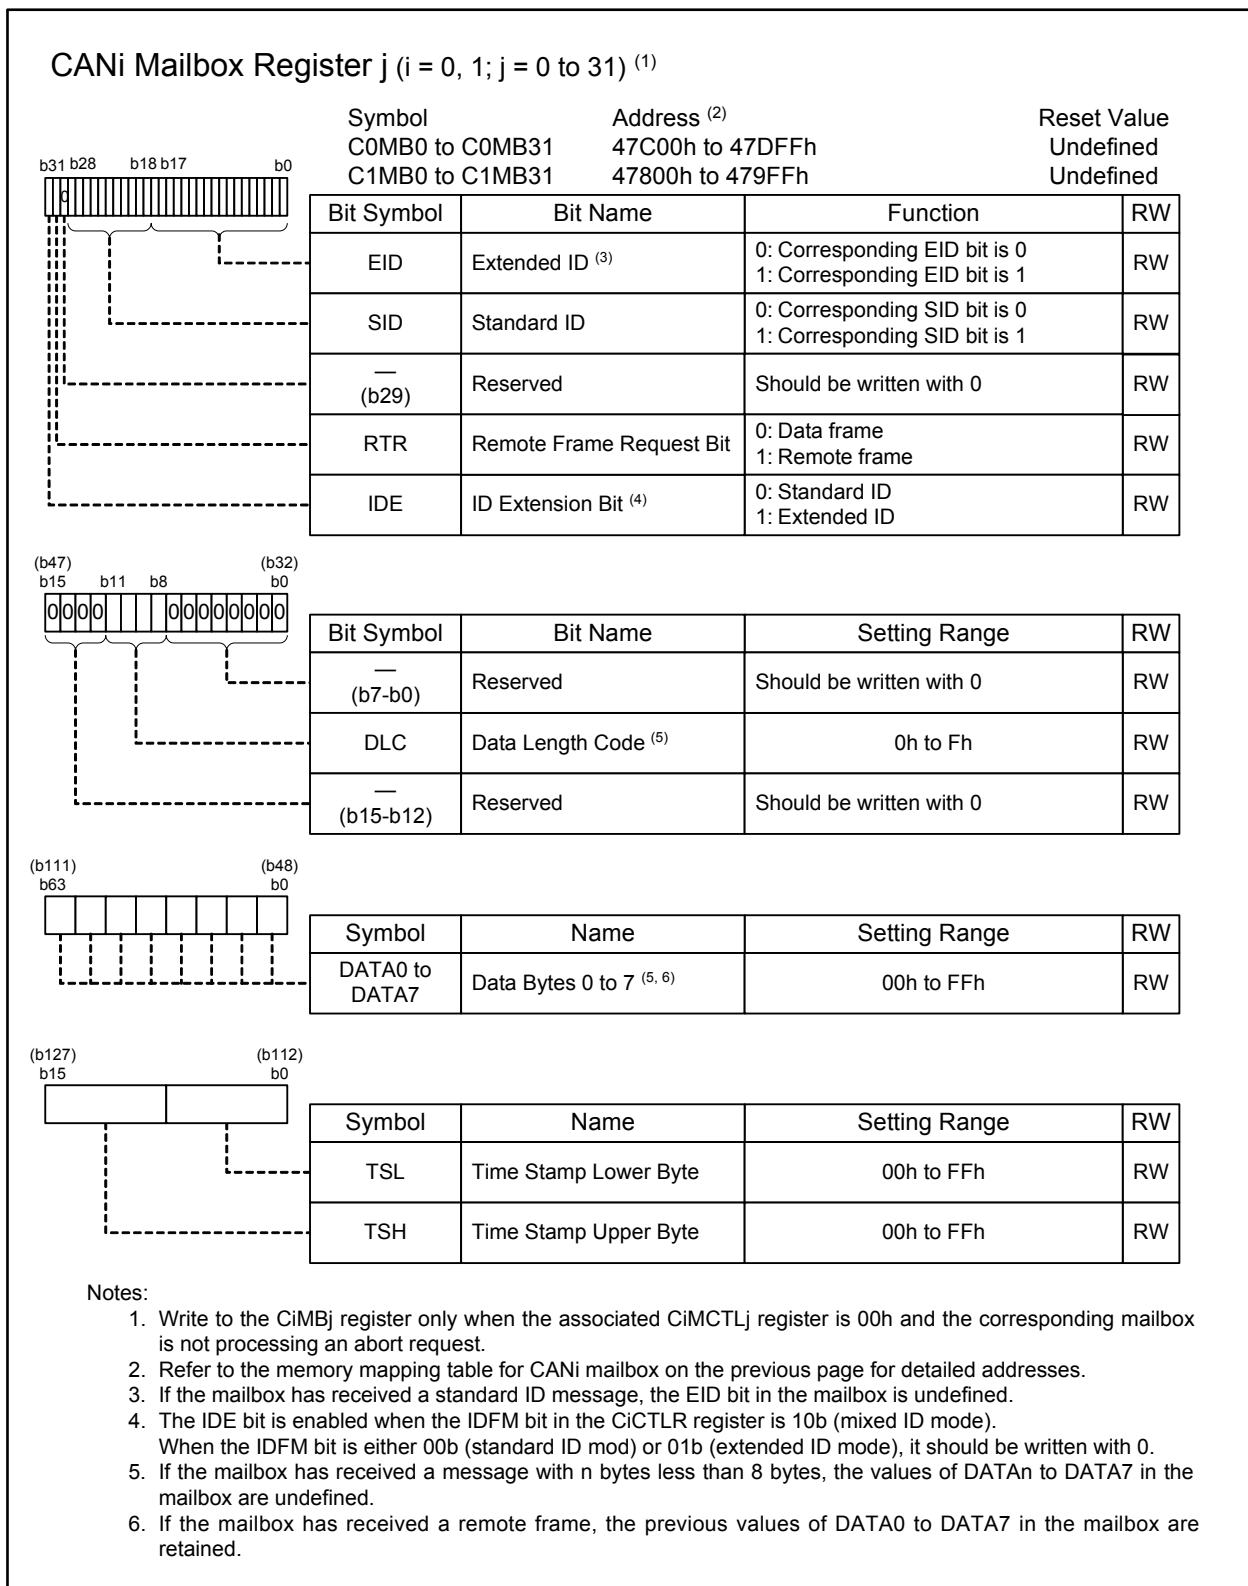 CANi Mailbox Register j (i = 0, 1; j = 0 to 31) (1)
Symbol Address (2) Reset Value
C0MB0 to C0MB31 47C00h to 47DFFh Undefined
C1MB0 to C1MB31 47800h to 479FFh Undefined
b31 b28 b18 b17 b0
0
Bit Symbol Bit Name Function RW
EID Extended ID (3) 0: Corresponding EID bit is 0
1: Corresponding EID bit is 1 RW
SID Standard ID 0: Corresponding SID bit is 0
1: Corresponding SID bit is 1 RW
—
(b29) Reserved Should be written with 0 RW
RTR Remote Frame Request Bit 0: Data frame
1: Remote frame RW
IDE ID Extension Bit (4) 0: Standard ID
1: Extended ID RW
(b47) (b32)
b15 b11 b8 b0
0 0 0 0 0 0 0 0 0 0 0 0
Bit Symbol Bit Name Setting Range RW
—
(b7-b0) Reserved Should be written with 0 RW
DLC Data Length Code (5) 0h to Fh RW
—
(b15-b12) Reserved Should be written with 0 RW
(b111) (b48)
b63 b0
Symbol Name Setting Range RW
DATA0 to
DATA7 Data Bytes 0 to 7 (5, 6) 00h to FFh RW
(b127) (b112)
b15 b0
Symbol Name Setting Range RW
TSL Time Stamp Lower Byte 00h to FFh RW
TSH Time Stamp Upper Byte 00h to FFh RW
Notes:
1. Write to the CiMBj register only when the associated CiMCTLj register is 00h and the corresponding mailbox
is not processing an abort request.
2. Refer to the memory mapping table for CANi mailbox on the previous page for detailed addresses.
3. If the mailbox has received a standard ID message, the EID bit in the mailbox is undefined.
4. The IDE bit is enabled when the IDFM bit in the CiCTLR register is 10b (mixed ID mode).
When the IDFM bit is either 00b (standard ID mod) or 01b (extended ID mode), it should be written with 0.
5. If the mailbox has received a message with n bytes less than 8 bytes, the values of DATAn to DATA7 in the
mailbox are undefined.
6. If the mailbox has received a remote frame, the previous values of DATA0 to DATA7 in the mailbox are
retained.